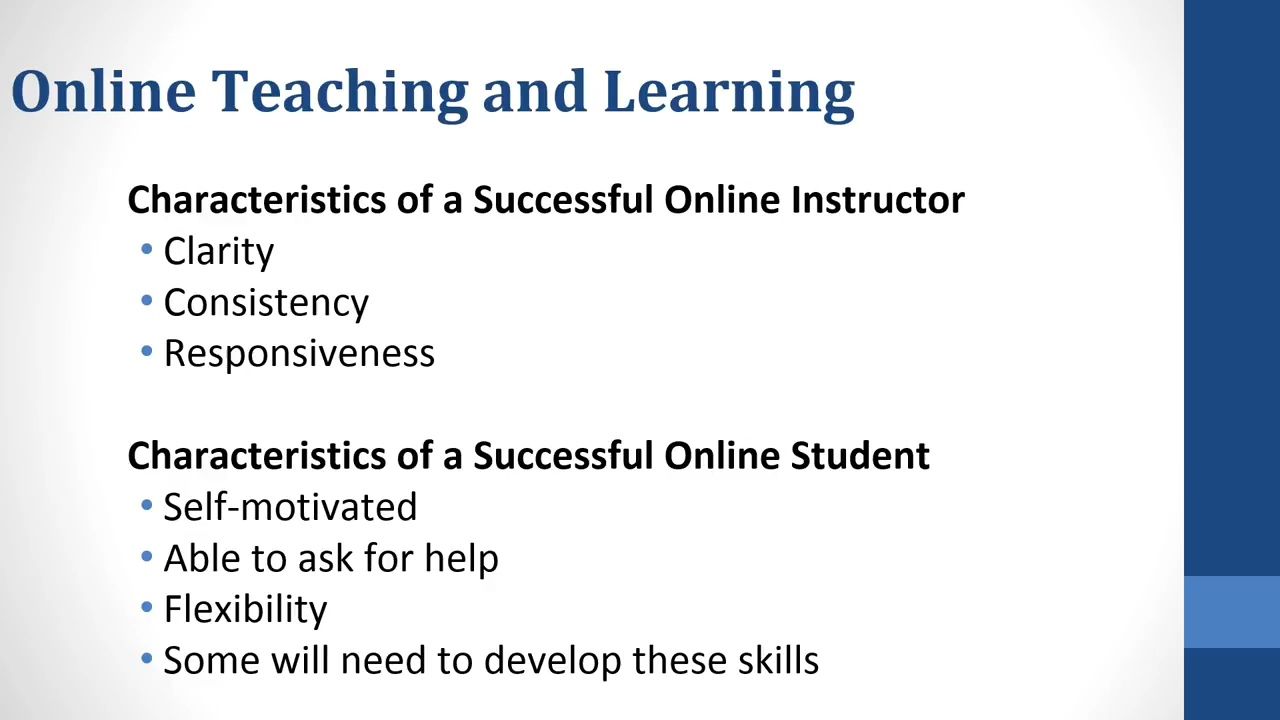 Online Teaching and Learning
Characteristics of a Successful Online Instructor
• Clarity
• Consistency
• Responsiveness
Characteristics of a Successful Online Student
• Self-motivated
• Able to ask for help
• Flexibility
• Some will need to develop these skills